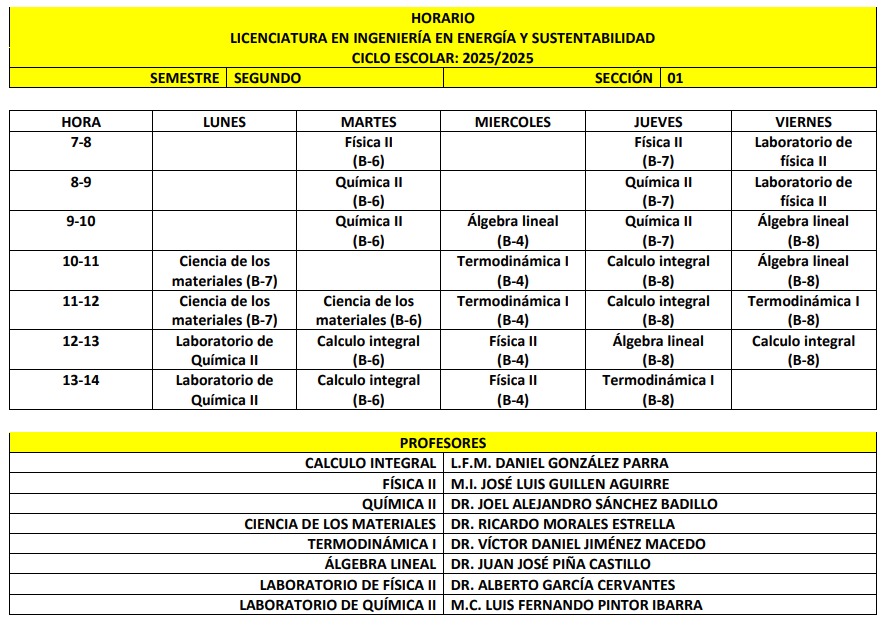 HORARIO
LICENCIATURA EN INGENIERÍA EN ENERGÍA Y SUSTENTABILIDAD
CICLO ESCOLAR: 2025/2025
SEMESTRE SEGUNDO SECCIÓN 01
HORA LUNES MARTES MIERCOLES JUEVES VIERNES
7-8 Física II Física II Laboratorio de
(B-6) (B-7) física II
8-9 Química II Química II Laboratorio de
(B-6) (B-7) física II
9-10 Química II Álgebra lineal Química II Álgebra lineal
(B-6) (B-4) (B-7) (B-8)
10-11 Ciencia de los Termodinámica I Calculo integral Álgebra lineal
materiales (B-7) (B-4) (B-8) (B-8)
11-12 Ciencia de los Ciencia de los Termodinámica I Calculo integral Termodinámica I
materiales (B-7) materiales (B-6) (B-4) (B-8) (B-8)
12-13 Laboratorio de Calculo integral Física II Álgebra lineal Calculo integral
Química II (B-6) (B-4) (B-8) (B-8)
13-14 Laboratorio de Calculo integral Física II Termodinámica I
Química II (B-6) (B-4) (B-8)
PROFESORES
CALCULO INTEGRAL L.F.M. DANIEL GONZÁLEZ PARRA
FÍSICA II M.I. JOSÉ LUIS GUILLEN AGUIRRE
QUÍMICA II DR. JOEL ALEJANDRO SÁNCHEZ BADILLO
CIENCIA DE LOS MATERIALES DR. RICARDO MORALES ESTRELLA
TERMODINÁMICA I DR. VÍCTOR DANIEL JIMÉNEZ MACEDO
ÁLGEBRA LINEAL DR. JUAN JOSÉ PIÑA CASTILLO
LABORATORIO DE FÍSICA II DR. ALBERTO GARCÍA CERVANTES
LABORATORIO DE QUÍMICA II M.C. LUIS FERNANDO PINTOR IBARRA